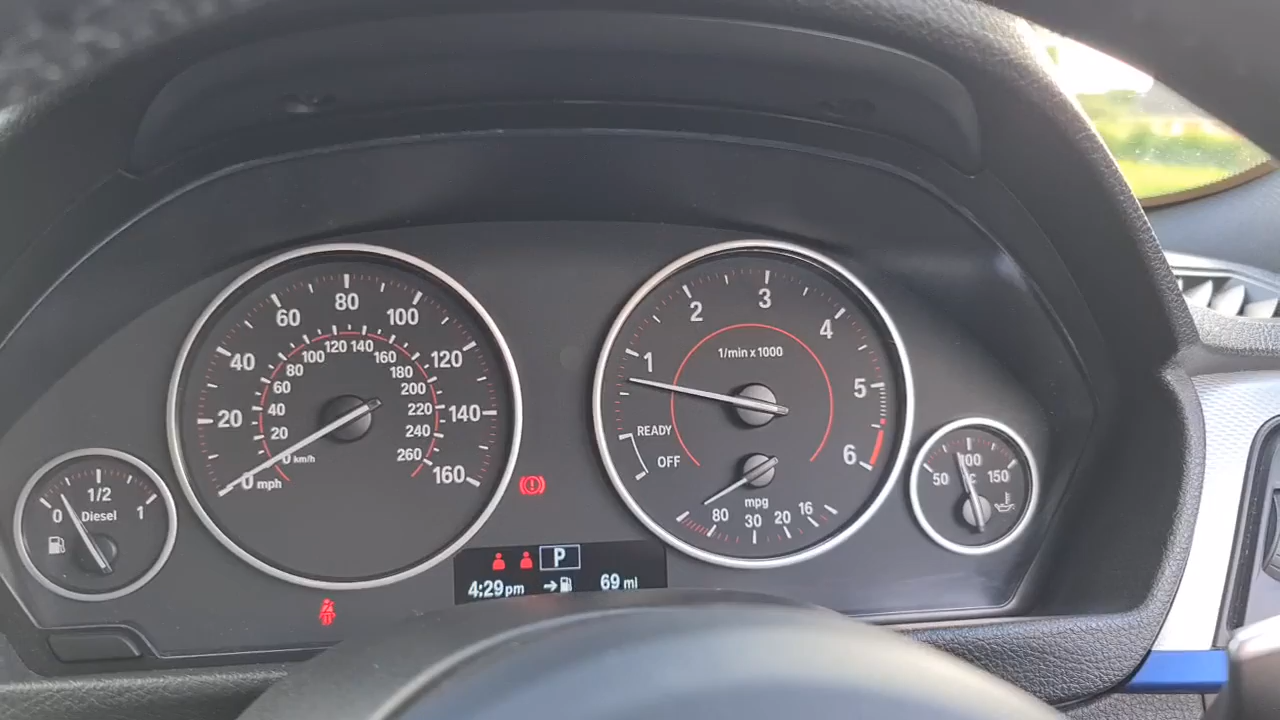 80
60 100
40 120
20 140
0 mph 160
120 140
100 160
80 180
60 200
40 220
20 240
0 km/h 260
1/2
0 Diesel 1
3
2 4
1 5
6
1/min x 1000
READY
OFF
mpg
80 30 20 16
100
50 150
°C
P
4:29 pm 69 mi